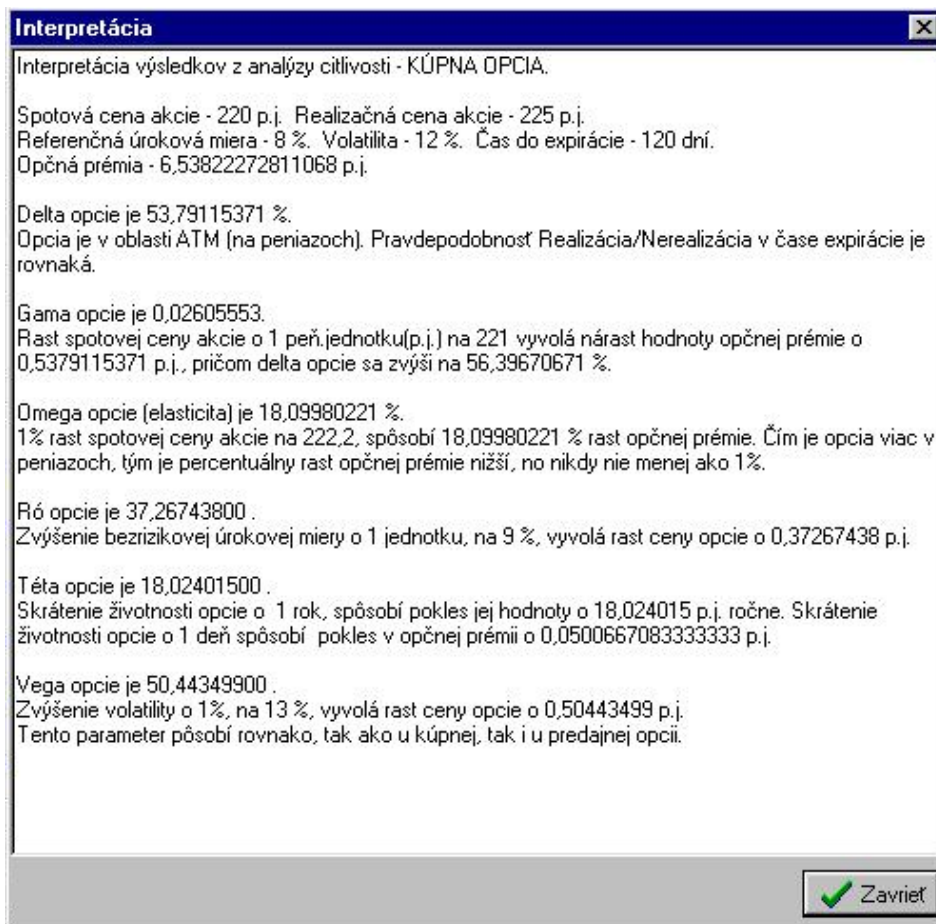 Interpretácia
Interpretácia výsledkov z analýzy citlivosti - KÚPNA OPCIA.
Spotová cena akcie - 220 p.j.  Realizačná cena akcie - 225 p.j.
Referenčná úroková miera - 8 %.  Volatilita - 12 %.  Čas do expirácie - 120 dní.
Opčná prémia - 6,53822272811068 p.j.
Delta opcie je 53,79115371 %.
Opcia je v oblasti ATM (na peniazoch). Pravdepodobnosť Realizácia/Nerealizácia v čase expirácie je
rovnaká.
Gama opcie je 0,02605553.
Rast spotovej ceny akcie o 1 peň.jednotku(p.j.) na 221 vyvolá nárast hodnoty opčnej prémie o
0,5379115371 p.j., pričom delta opcie sa zvýši na 56,39670671 %.
Omega opcie (elasticita) je 18,09980221 %.
1% rast spotovej ceny akcie na 222,2, spôsobí 18,09980221 % rast opčnej prémie. Čím je opcia viac v
peniazoch, tým je percentuálny rast opčnej prémie nižší, no nikdy nie menej ako 1%.
Ró opcie je 37,26743800 .
Zvýšenie bezrizikovej úrokovej miery o 1 jednotku, na 9 %, vyvolá rast ceny opcie o 0,37267438 p.j.
Téta opcie je 18,02401500 .
Skrátenie životnosti opcie o  1 rok, spôsobí pokles jej hodnoty o 18,024015 p.j. ročne. Skrátenie
životnosti opcie o 1 deň spôsobí  pokles v opčnej prémii o 0,0500667083333333 p.j.
Vega opcie je 50,44349900 .
Zvýšenie volatility o 1%, na 13 %, vyvolá rast ceny opcie o 0,50443499 p.j.
Tento parameter pôsobí rovnako, tak ako u kúpnej, tak i u predajnej opcii.
Zavrieť